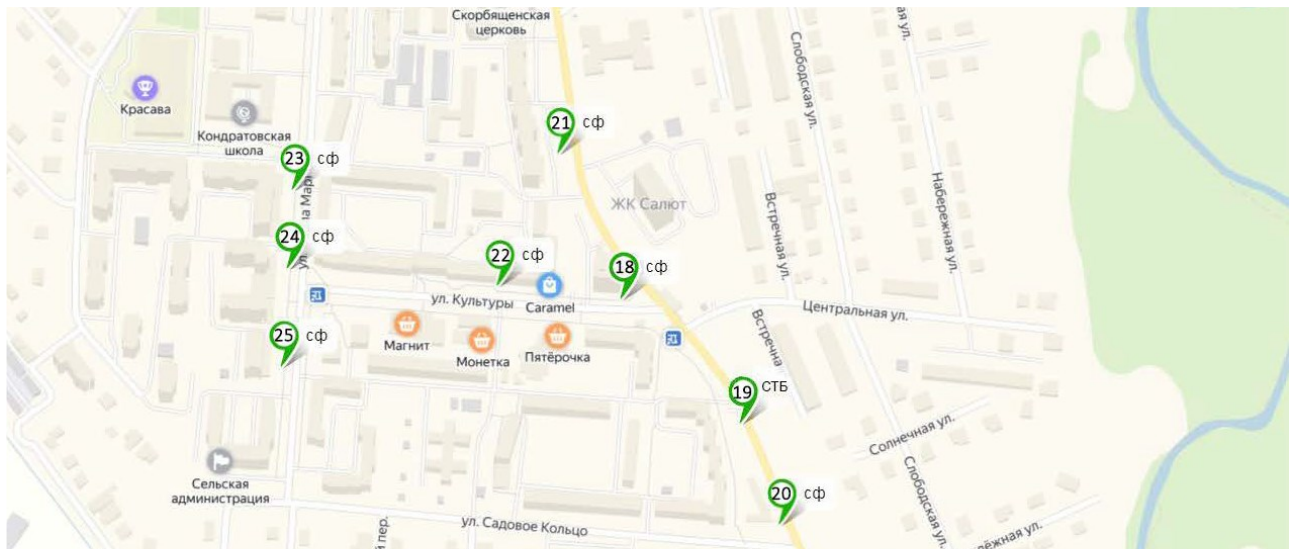 Скорбященская
церковь
Слободская ул.
Красава
Кондратовская
школа
21 сф
23 сф
ЖК Салют
Встречная ул.
Набережная ул.
24 сф
22 сф
18 сф
ул. Культуры
Caramel
Центральная ул.
25 сф
Магнит
Монетка
Пятёрочка
Встречна
19 СТБ
Солнечная ул.
Сельская
администрация
20 сф
ул. Садовое Кольцо
Слободская ул.